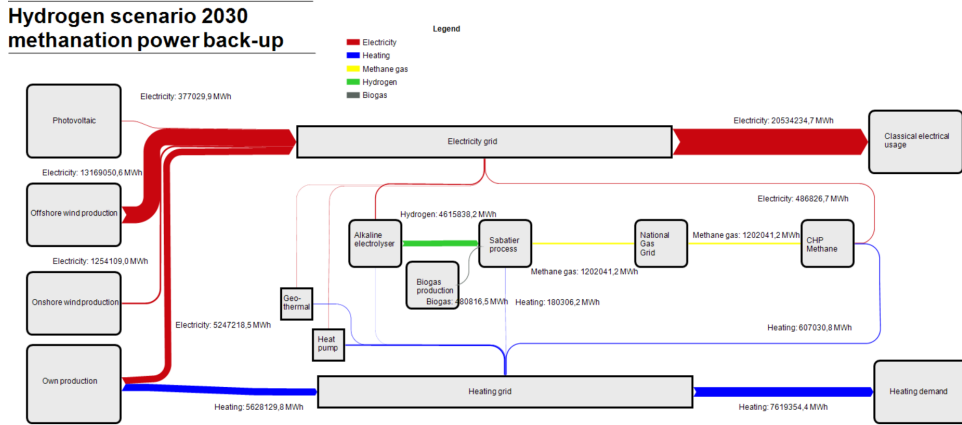 Hydrogen scenario 2030
methanation power back-up
Legend
Electricity
Heating
Methane gas
Hydrogen
Biogas
Electricity: 377029,9 MWh
Photovoltaic
Electricity: 20534234,7 MWh
Electricity grid
Classical electrical
usage
Electricity: 13169050,6 MWh
Offshore wind production
Electricity: 486826,7 MWh
Hydrogen: 4615838,2 MWh
Alkaline
electrolyser
Sabatier
process
National
Gas
Grid
Methane gas: 1202041,2 MWh
CHP
Methane
Electricity: 1254109,0 MWh
Methane gas: 1202041,2 MWh
Onshore wind production
Biogas
production
Biogas: 480816,5 MWh
Heating: 180306,2 MWh
Geo-
thermal
Electricity: 5247218,5 MWh
Heat
pump
Heating: 607030,8 MWh
Own production
Heating grid
Heating demand
Heating: 5628129,8 MWh
Heating: 7619354,4 MWh